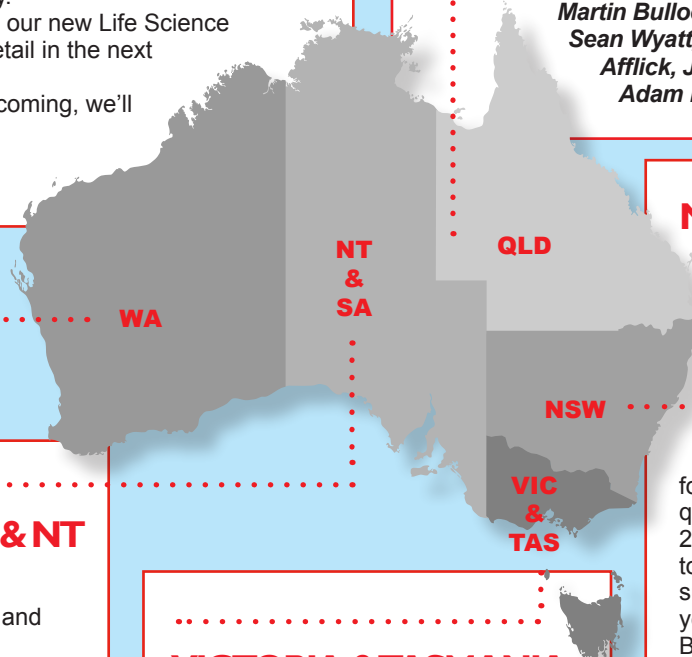 our new Life Science
etail in the next
coming, we'll
Martin Bulloc
Sean Wyatt
Afflick, J
Adam
NT
&
SA
QLD
WA
NSW
VIC
&
TAS
& NT
and
fo
q
2
to
s
y
B